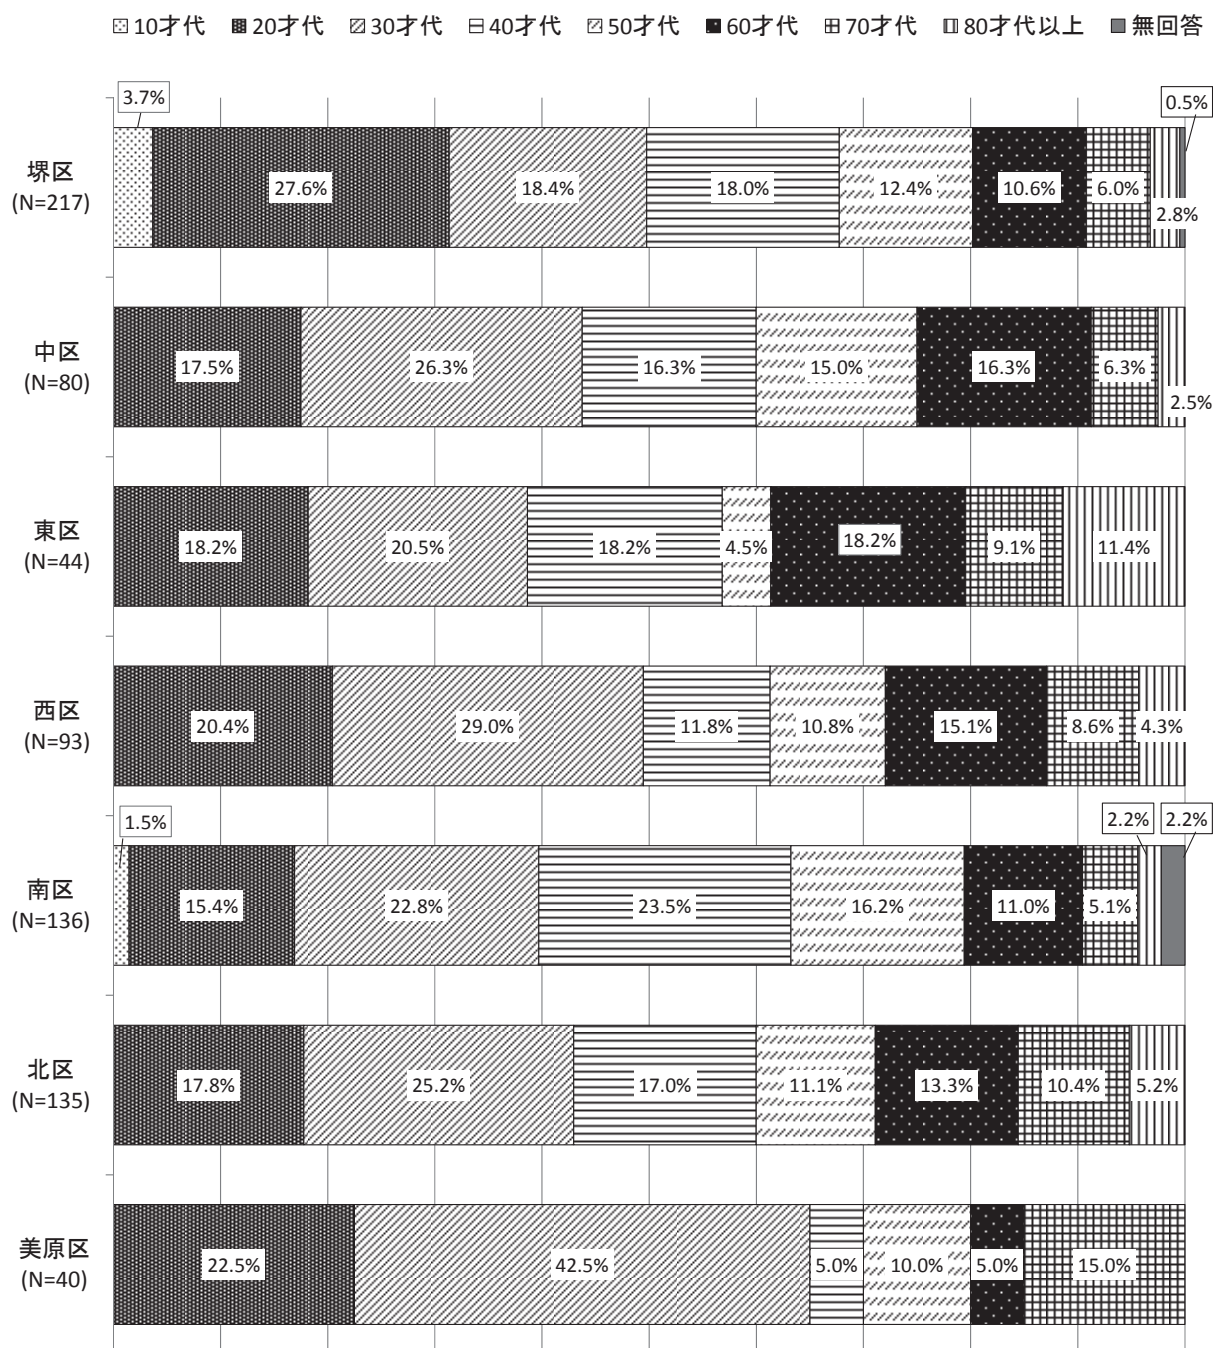 10才代 20才代 30才代 40才代 50才代 60才代 70才代 80才代以上 無回答
3.7% 0.5%
堺区
(N=217)
27.6% 18.4% 18.0% 12.4% 10.6% 6.0% 2.8%
中区
(N=80)
17.5% 26.3% 16.3% 15.0% 16.3% 6.3% 2.5%
東区
(N=44)
18.2% 20.5% 18.2% 4.5% 18.2% 9.1% 11.4%
西区
(N=93)
20.4% 29.0% 11.8% 10.8% 15.1% 8.6% 4.3%
1.5% 2.2% 2.2%
南区
(N=136)
15.4% 22.8% 23.5% 16.2% 11.0% 5.1%
北区
(N=135)
17.8% 25.2% 17.0% 11.1% 13.3% 10.4% 5.2%
美原区
(N=40)
22.5% 42.5% 5.0% 10.0% 5.0% 15.0%